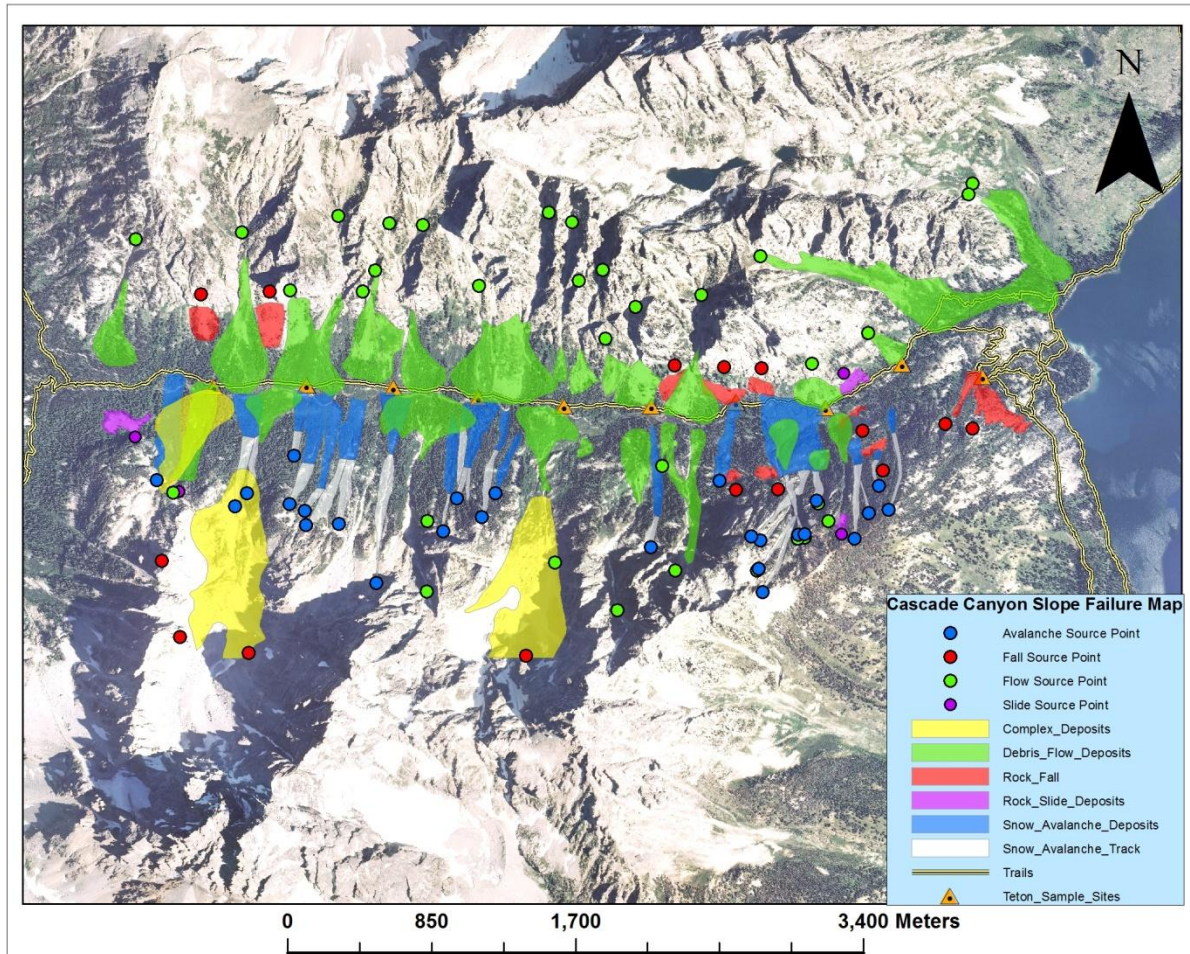 N
Cascade Canyon Slope Failure Map
Avalanche Source Point
Fall Source Point
Flow Source Point
Slide Source Point
Complex_Deposits
Debris_Flow_Deposits
Rock_Fall
Rock_Slide_Deposits
Snow_Avalanche_Deposits
Snow_Avalanche_Track
Trails
Teton_Sample_Sites
0 850 1,700 3,400 Meters